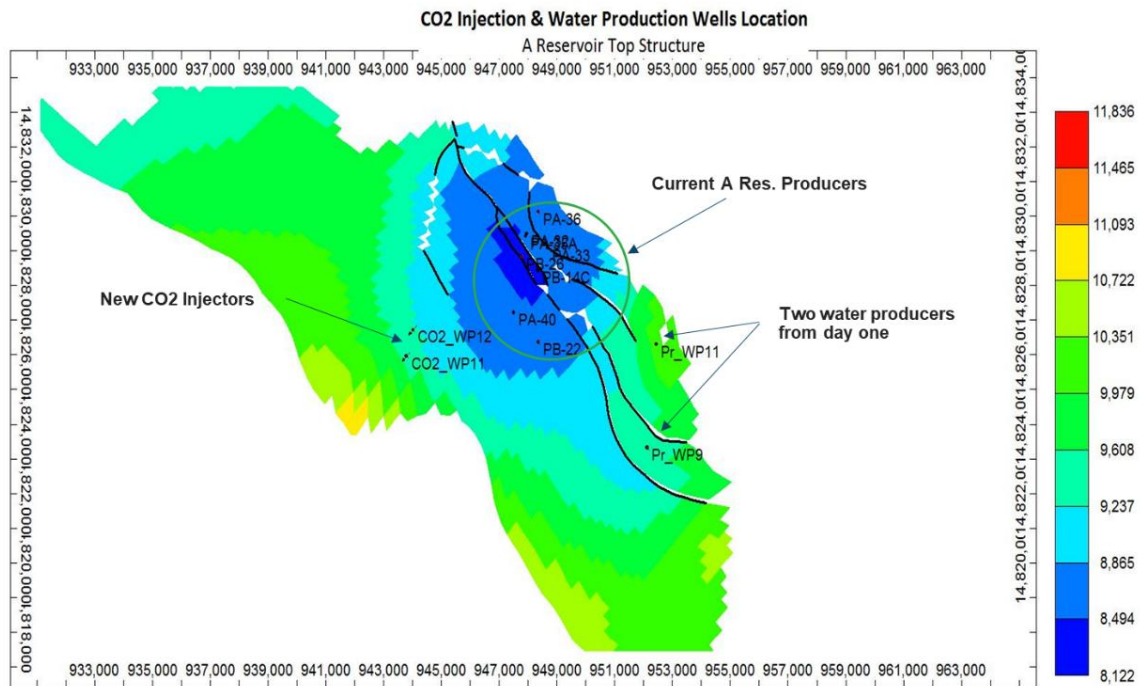 CO2 Injection & Water Production Wells Location
A Reservoir Top Structure
933,000 935,000 937,000 939,000 941,000 943,000 945,000 947,000 949,000 951,000 953,000 955,000 957,000 959,000 961,000 963,000
11,836
11,465
11,093
10,722
10,351
9,979
9,608
9,237
8,865
8,494
8,122
Current A Res. Producers
PA-36
PA-33
PB-26
PB-14C
New CO2 Injectors
PA-40
CO2_WP12
PB-22
CO2_WP11
Two water producers
from day one
Pr_WP11
Pr_WP9
933,000 935,000 937,000 939,000 941,000 943,000 945,000 947,000 949,000 951,000 953,000 955,000 957,000 959,000 961,000 963,000